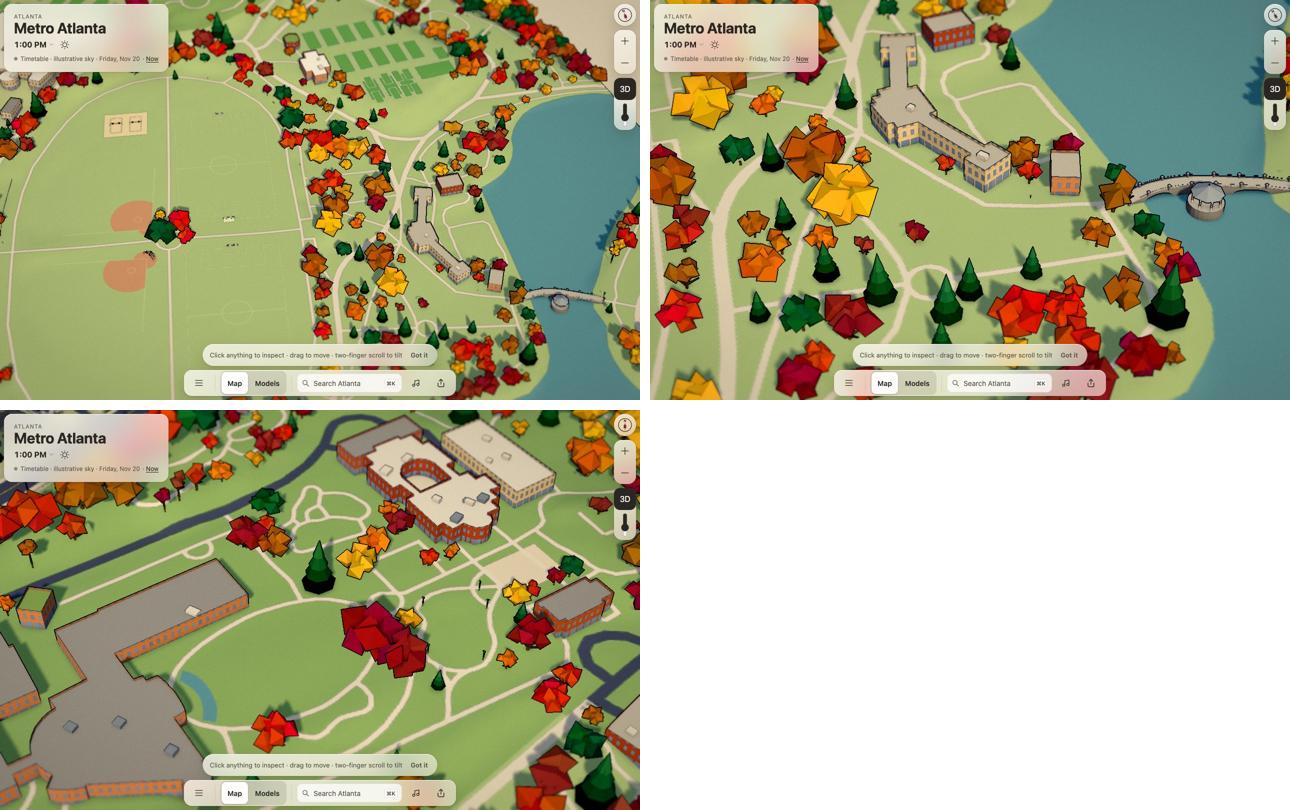 ATLANTA
Metro Atlanta
1:00 PM
Timetable · illustrative sky · Friday, Nov 20 · Now
3D
Click anything to inspect · drag to move · two-finger scroll to tilt Got it
Map Models Search Atlanta ⌘K
ATLANTA
Metro Atlanta
1:00 PM
Timetable · illustrative sky · Friday, Nov 20 · Now
3D
Click anything to inspect · drag to move · two-finger scroll to tilt Got it
Map Models Search Atlanta ⌘K
ATLANTA
Metro Atlanta
1:00 PM
Timetable · illustrative sky · Friday, Nov 20 · Now
3D
Click anything to inspect · drag to move · two-finger scroll to tilt Got it
Map Models Search Atlanta ⌘K